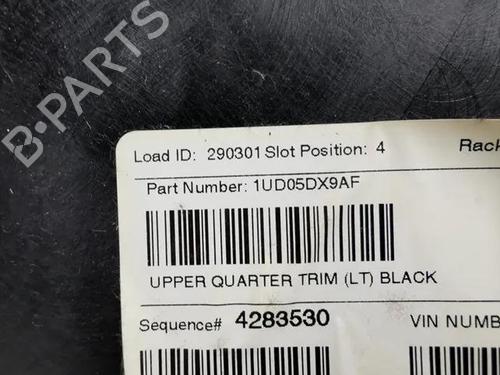 B-PARTS
Load ID: 290301 Slot Position: 4 Rack
Part Number: 1UD05DX9AF
UPPER QUARTER TRIM (LT) BLACK
Sequence# 4283530 VIN NUMB